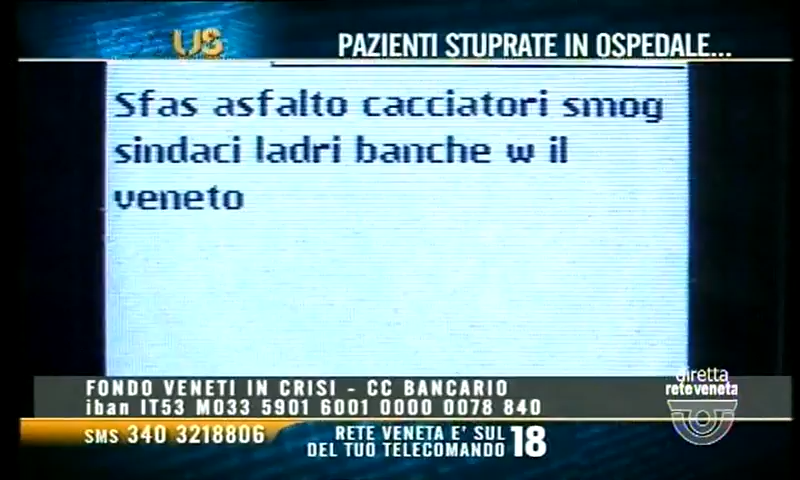 US
PAZIENTI STUPRATE IN OSPEDALE...
Sfas asfalto cacciatori smog
sindaci ladri banche w il
veneto
diretta
reteveneta
FONDO VENETI IN CRISI - CC BANCARIO
iban IT53 M033 5901 6001 0000 0078 840
SMS 340 3218806
RETE VENETA E' SUL 18
DEL TUO TELECOMANDO